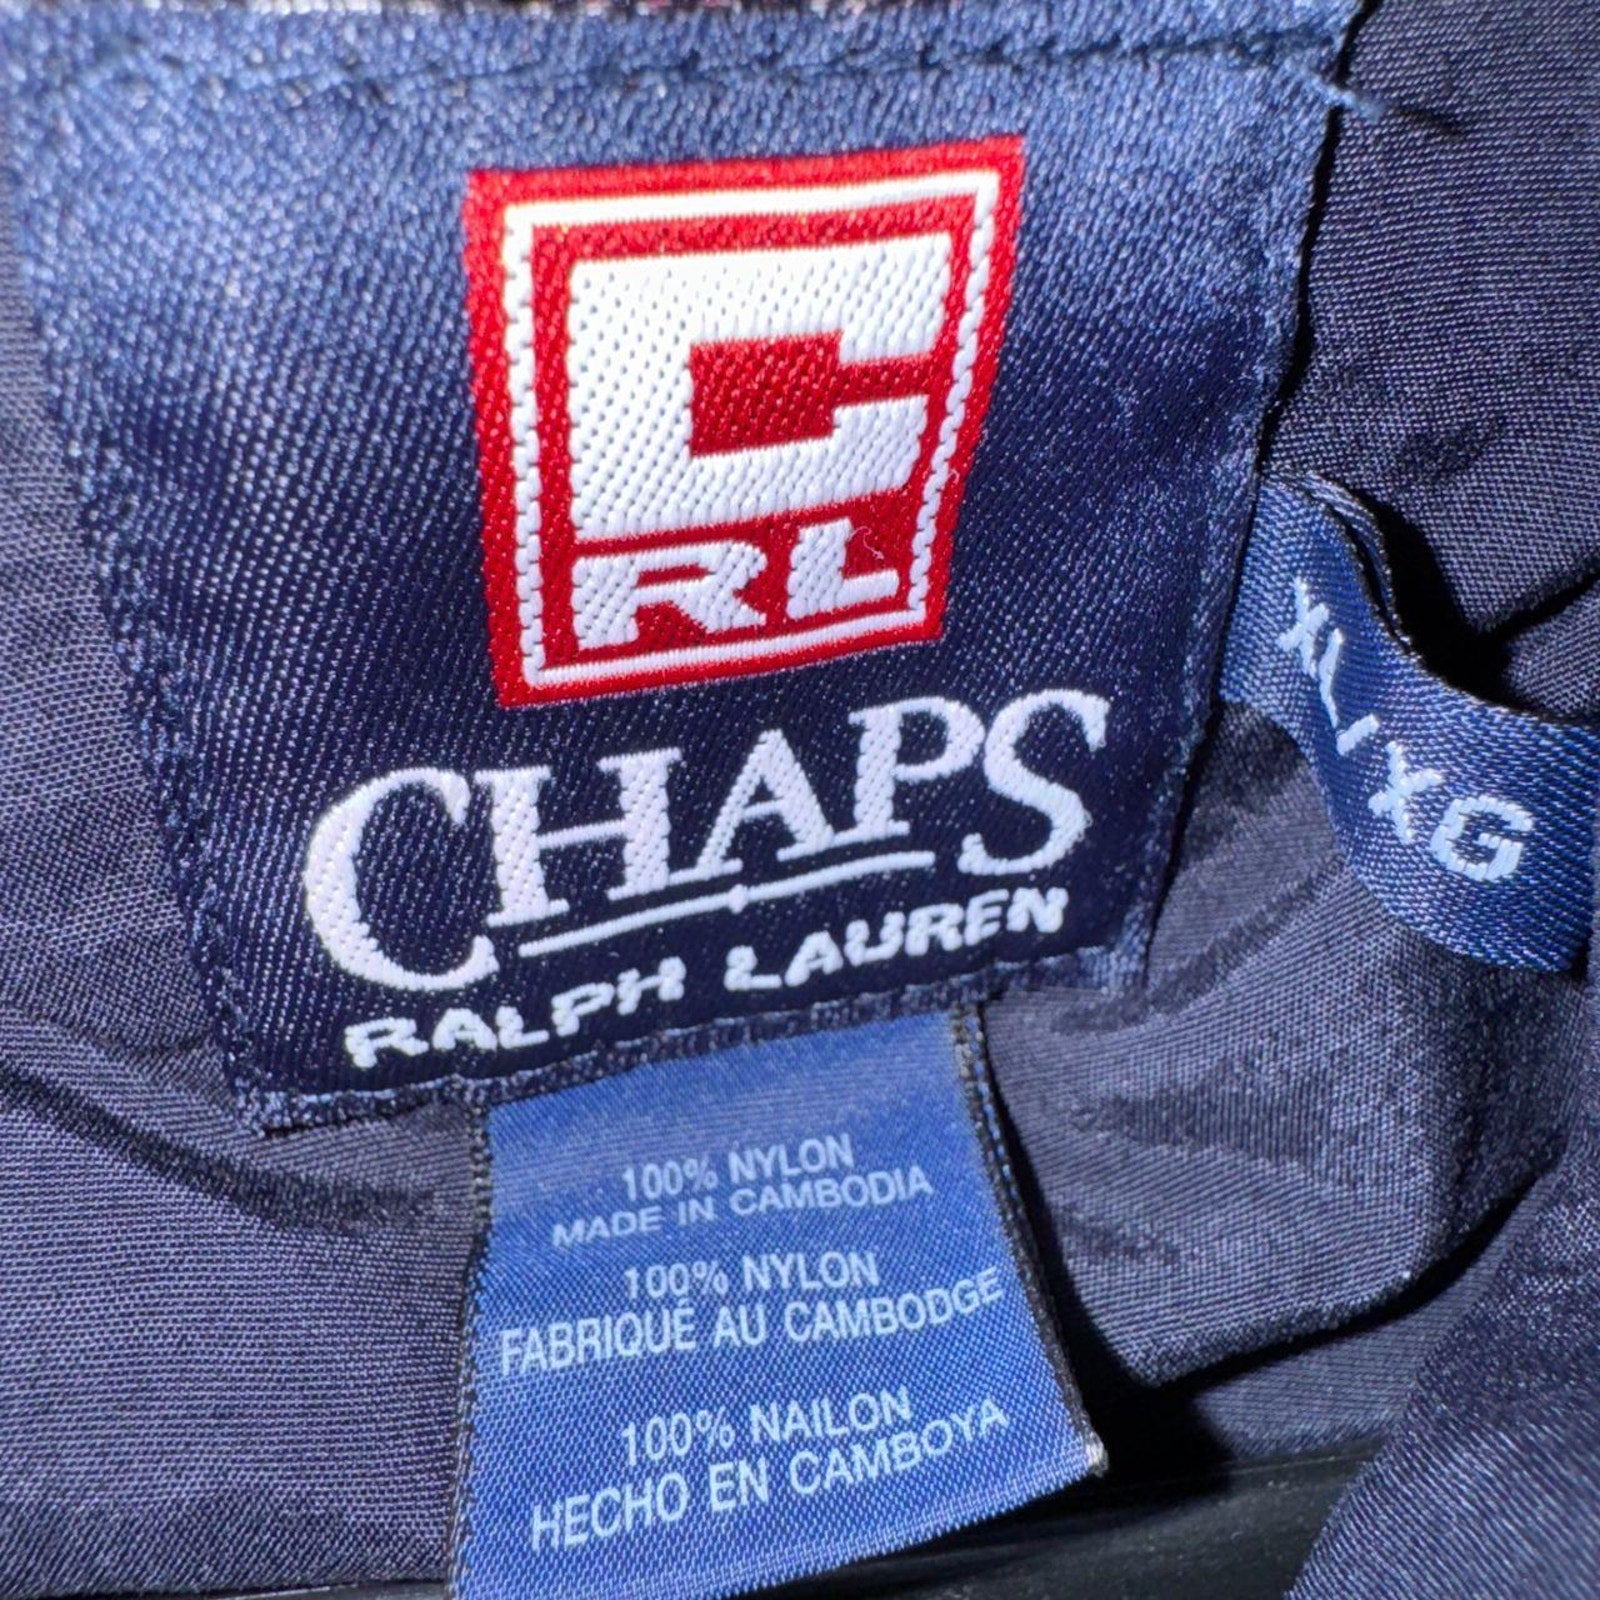 C
RL
CHAPS
RALPH LAUREN
XL/XG
100% NYLON
MADE IN CAMBODIA
100% NYLON
FABRIQUÉ AU CAMBODGE
100% NAILON
HECHO EN CAMBOYA